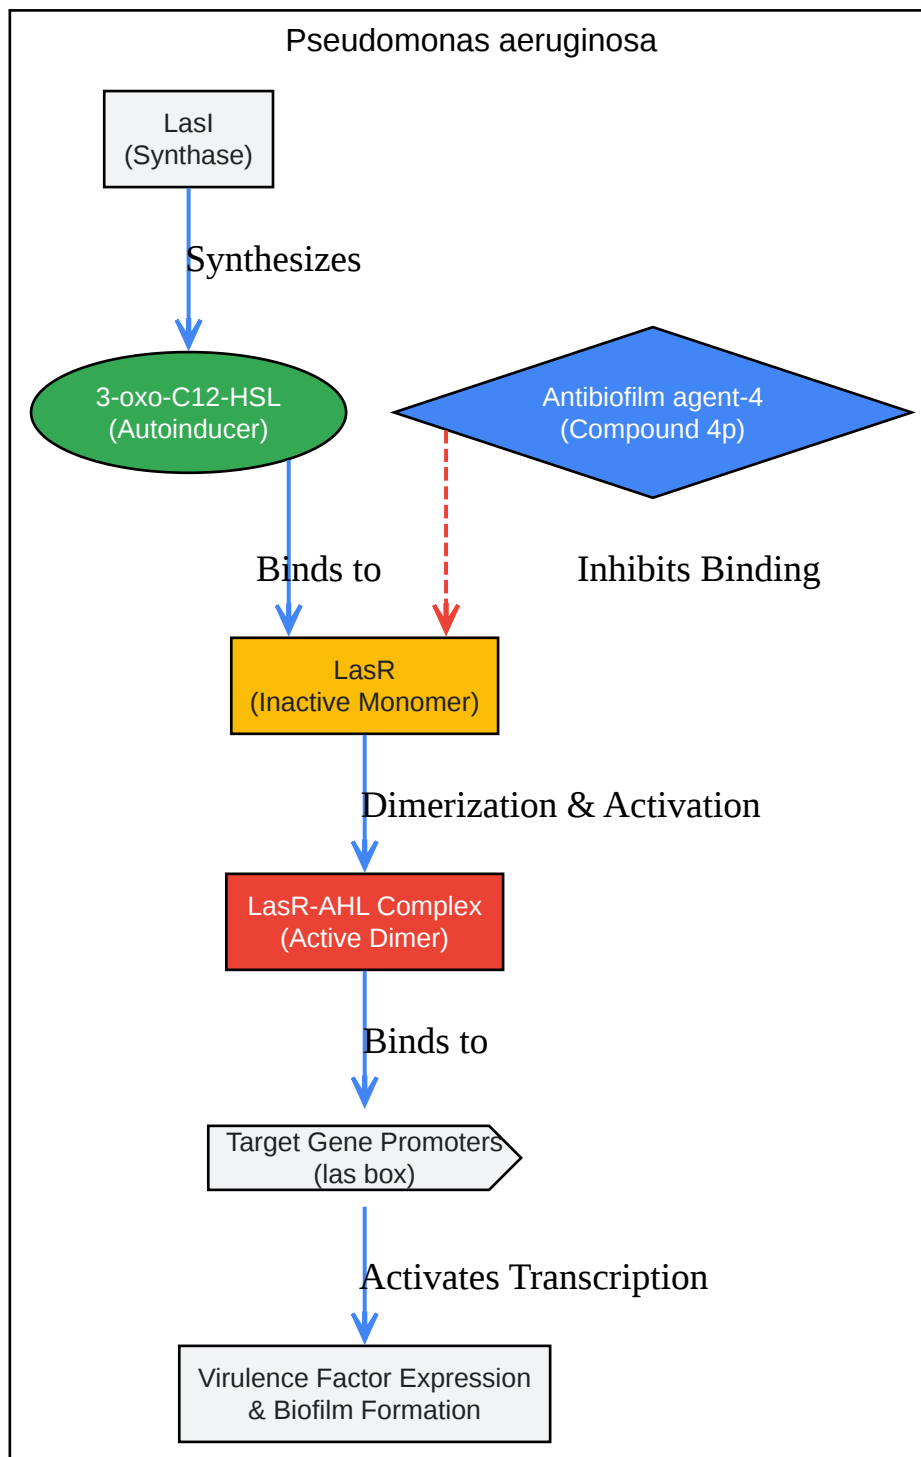 Pseudomonas aeruginosa
LasI
(Synthase)
Synthesizes
3-oxo-C12-HSL
(Autoinducer)
Antibiofilm agent-4
(Compound 4p)
Binds to
Inhibits Binding
LasR
(Inactive Monomer)
Dimerization & Activation
LasR-AHL Complex
(Active Dimer)
Binds to
Target Gene Promoters
(las box)
Activates Transcription
Virulence Factor Expression
& Biofilm Formation